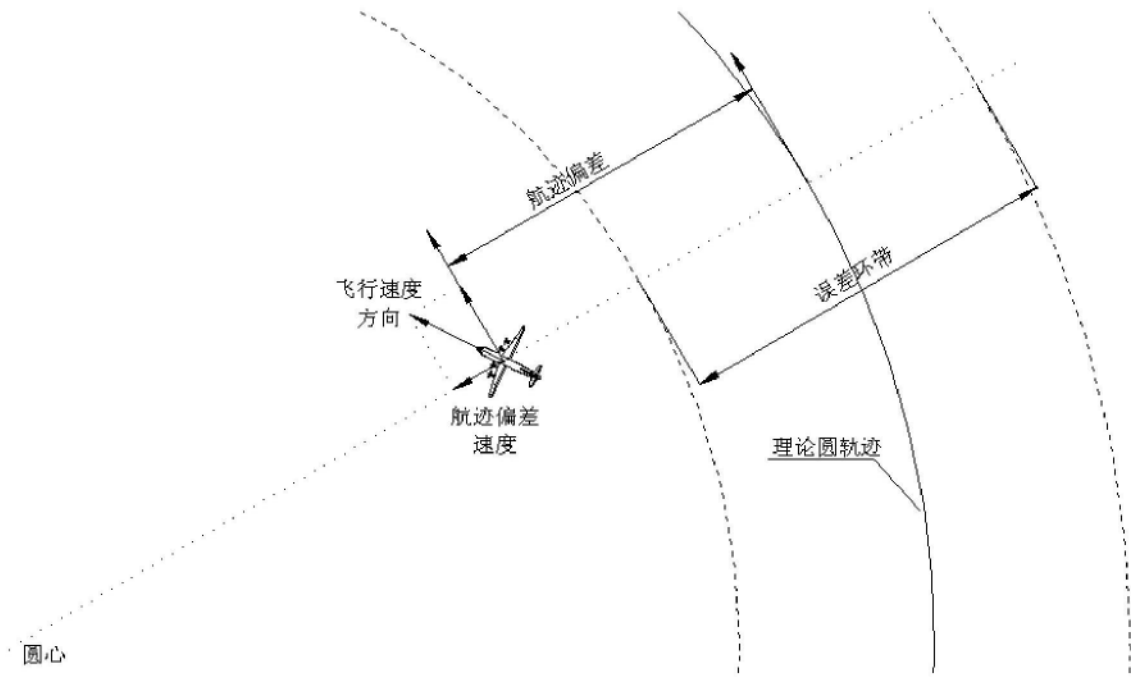 航迹偏差
误差环带
飞行速度
方向
航迹偏差
速度
理论圆轨迹
圆心